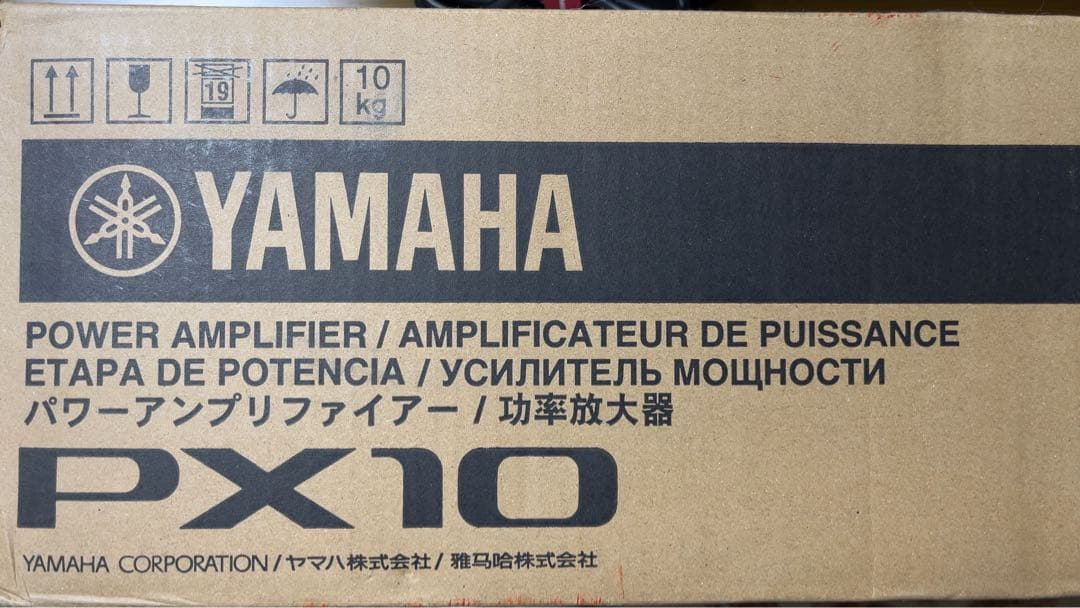 19
10
kg
YAMAHA
POWER AMPLIFIER / AMPLIFICATEUR DE PUISSANCE
ETAPA DE POTENCIA / УСИЛИТЕЛЬ МОЩНОСТИ
パワーアンプリファイアー / 功率放大器
PX10
YAMAHA CORPORATION / ヤマハ株式会社 / 雅马哈株式会社